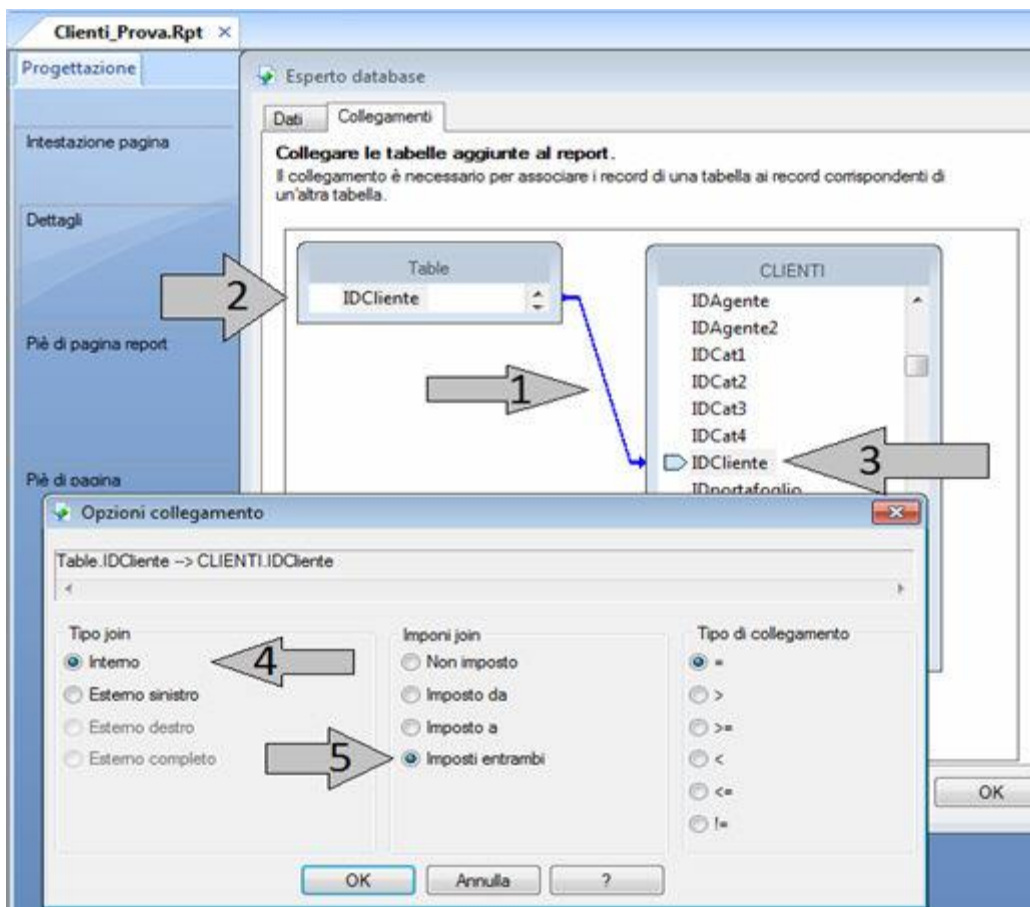 Clienti_Prova.Rpt ×
Progettazione
Esperto database
Dati Collegamenti
Intestazione pagina
Collegare le tabelle aggiunte al report.
Il collegamento è necessario per associare i record di una tabella ai record corrispondenti di
un'altra tabella.
Dettagli
Table
IDCliente
CLIENTI
IDAgente
IDAgente2
IDCat1
IDCat2
IDCat3
IDCat4
IDCliente
IDportafoglio
2
1
3
Piè di pagina report
Piè di pagina
Opzioni collegamento
Table.IDCliente --> CLIENTI.IDCliente
Tipo join
Interno
Esterno sinistro
Esterno destro
Esterno completo
4
5
Imponi join
Non imposto
Imposto da
Imposto a
Imposti entrambi
Tipo di collegamento
=
>
>=
<
<=
!=
OK
OK Annulla ?